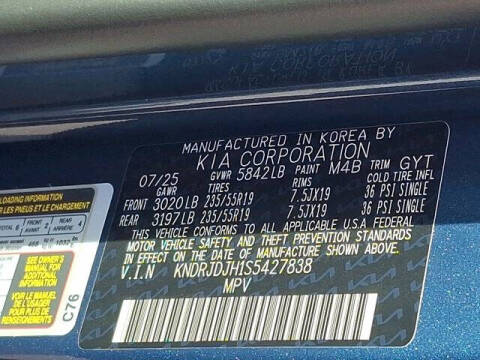 MANUFACTURED IN KOREA BY
KIA CORPORATION
07/25 GVWR 5842LB PAINT M4B TRIM GYT
GAWR TIRES RIMS COLD TIRE INFL
FRONT 3020LB 235/55R19 7.5JX19 36 PSI SINGLE
REAR 3197LB 235/55R19 7.5JX19 36 PSI SINGLE
THIS VEHICLE CONFORMS TO ALL APPLICABLE FEDERAL
MOTOR VEHICLE SAFETY AND THEFT PREVENTION STANDARDS
IN EFFECT ON THE DATE OF MANUFACTURE SHOWN ABOVE.
V.I.N KNDRJDJH1S5427838
MPV
OVERLOADING
C76